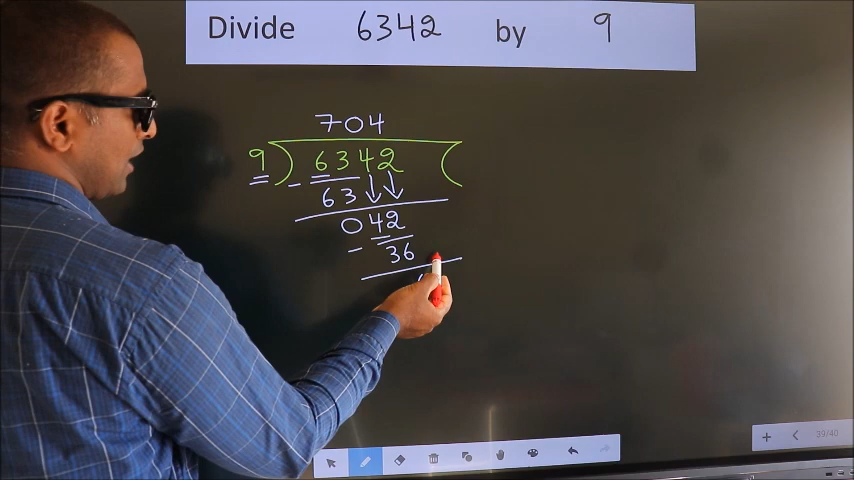 Divide 6342 by 9
704
9 ) 6342 (
- 63
042
- 36
39/40